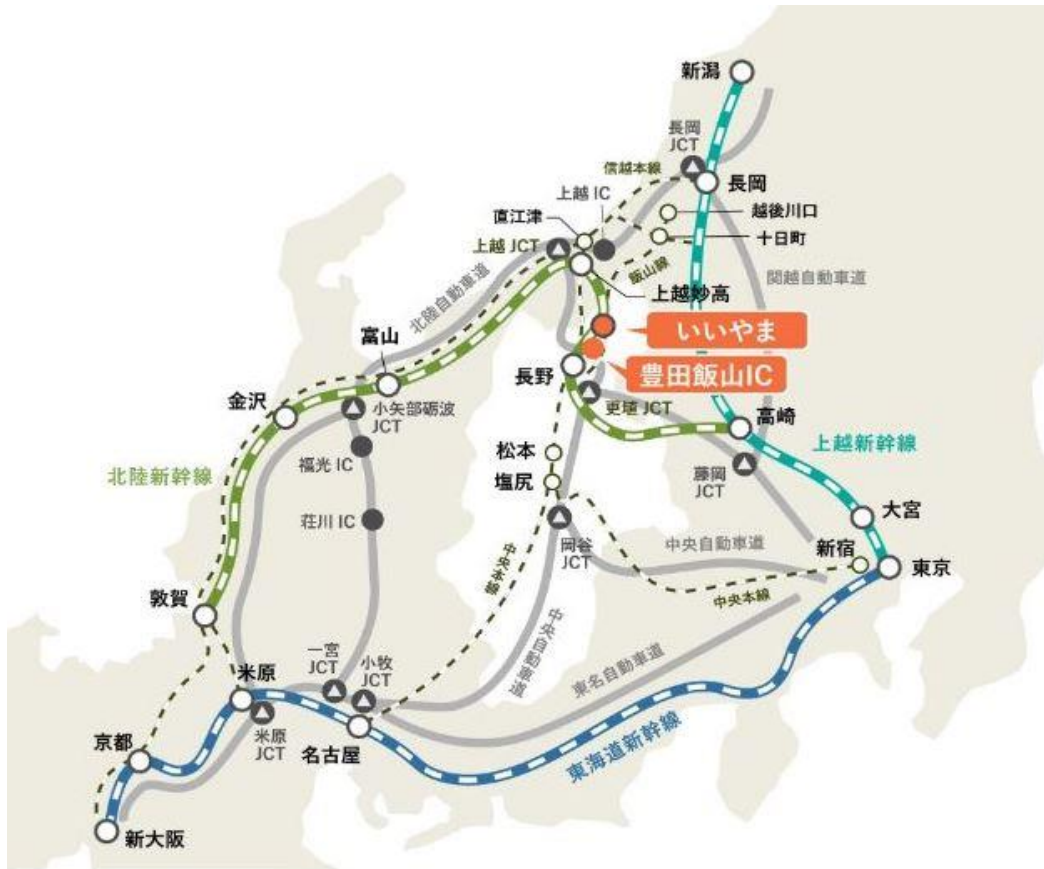 新潟
長岡
JCT
信越本線
長岡
上越 IC
越後川口
直江津
十日町
上越 JCT
飯山線
関越自動車道
上越妙高
北陸自動車道
いいやま
富山
豊田飯山IC
長野
金沢
小矢部砺波
JCT
更埴 JCT
高崎
上越新幹線
松本
福光 IC
北陸新幹線
塩尻
藤岡
JCT
大宮
荘川 IC
岡谷
JCT
中央自動車道
新宿
東京
中央本線
中央本線
敦賀
中央自動車道
一宮
JCT
小牧
JCT
東名自動車道
米原
米原
JCT
名古屋
東海道新幹線
京都
新大阪